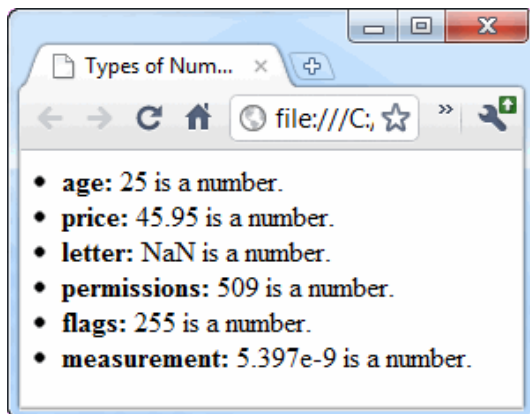 Types of Num...
file:///C:/
age: 25 is a number.
price: 45.95 is a number.
letter: NaN is a number.
permissions: 509 is a number.
flags: 255 is a number.
measurement: 5.397e-9 is a number.